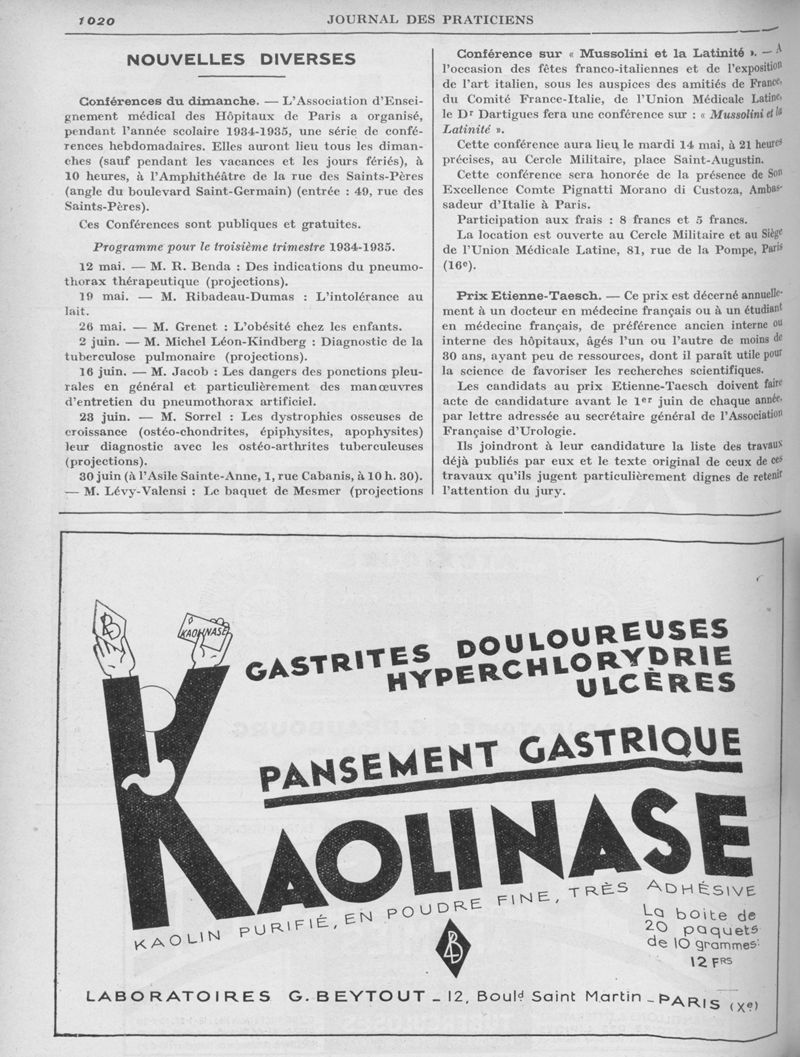 1020
JOURNAL DES PRATICIENS
NOUVELLES DIVERSES
Conférences du dimanche. — L'Association d'Ensei-
gnement médical des Hôpitaux de Paris a organisé,
pendant l'année scolaire 1934-1935, une série de confé-
rences hebdomadaires. Elles auront lieu tous les diman-
ches (sauf pendant les vacances et les jours fériés), à
10 heures, à l'Amphithéâtre de la rue des Saints-Pères
(angle du boulevard Saint-Germain) (entrée : 49, rue des
Saints-Pères).
Ces Conférences sont publiques et gratuites.
Programme pour le troisième trimestre 1934-1935.
12 mai. — M. R. Benda : Des indications du pneumo-
thorax thérapeutique (projections).
19 mai. — M. Ribadeau-Dumas : L'intolérance au
lait.
26 mai. — M. Grenet : L'obésité chez les enfants.
2 juin. — M. Michel Léon-Kindberg : Diagnostic de la
tuberculose pulmonaire (projections).
16 juin. — M. Jacob : Les dangers des ponctions pleu-
rales en général et particulièrement des manœuvres
d'entretien du pneumothorax artificiel.
23 juin. — M. Sorrel : Les dystrophies osseuses de
croissance (ostéo-chondrites, épiphysites, apophysites)
leur diagnostic avec les ostéo-arthrites tuberculeuses
(projections).
30 juin (à l'Asile Sainte-Anne, 1, rue Cabanis, à 10 h. 30).
— M. Lévy-Valensi : Le baquet de Mesmer (projections
Conférence sur « Mussolini et la Latinité ». — A
l'occasion des fêtes franco-italiennes et de l'exposition
de l'art italien, sous les auspices des amitiés de France,
du Comité France-Italie, de l'Union Médicale Latine,
le Dr Dartigues fera une conférence sur : « Mussolini et la
Latinité ».
Cette conférence aura lieu le mardi 14 mai, à 21 heures
précises, au Cercle Militaire, place Saint-Augustin.
Cette conférence sera honorée de la présence de Son
Excellence Comte Pignatti Morano di Custoza, Ambas-
sadeur d'Italie à Paris.
Participation aux frais : 8 francs et 5 francs.
La location est ouverte au Cercle Militaire et au Siège
de l'Union Médicale Latine, 81, rue de la Pompe, Paris
(16e).
Prix Etienne-Taesch. — Ce prix est décerné annuelle-
ment à un docteur en médecine français ou à un étudiant
en médecine français, de préférence ancien interne ou
interne des hôpitaux, âgés l'un ou l'autre de moins de
30 ans, ayant peu de ressources, dont il paraît utile pour
la science de favoriser les recherches scientifiques.
Les candidats au prix Etienne-Taesch doivent faire
acte de candidature avant le 1er juin de chaque année,
par lettre adressée au secrétaire général de l'Association
Française d'Urologie.
Ils joindront à leur candidature la liste des travaux
déjà publiés par eux et le texte original de ceux de ces
travaux qu'ils jugent particulièrement dignes de retenir
l'attention du jury.
KAOLINASE
GASTRITES DOULOUREUSES
HYPERCHLORYDRIE
ULCÈRES
PANSEMENT GASTRIQUE
KAOLINASE
KAOLIN PURIFIÉ, EN POUDRE FINE, TRÈS ADHÉSIVE
La boite de
20 paquets
de 10 grammes:
12 FRS
LABORATOIRES G. BEYTOUT - 12, Bould Saint Martin - PARIS (Xe)